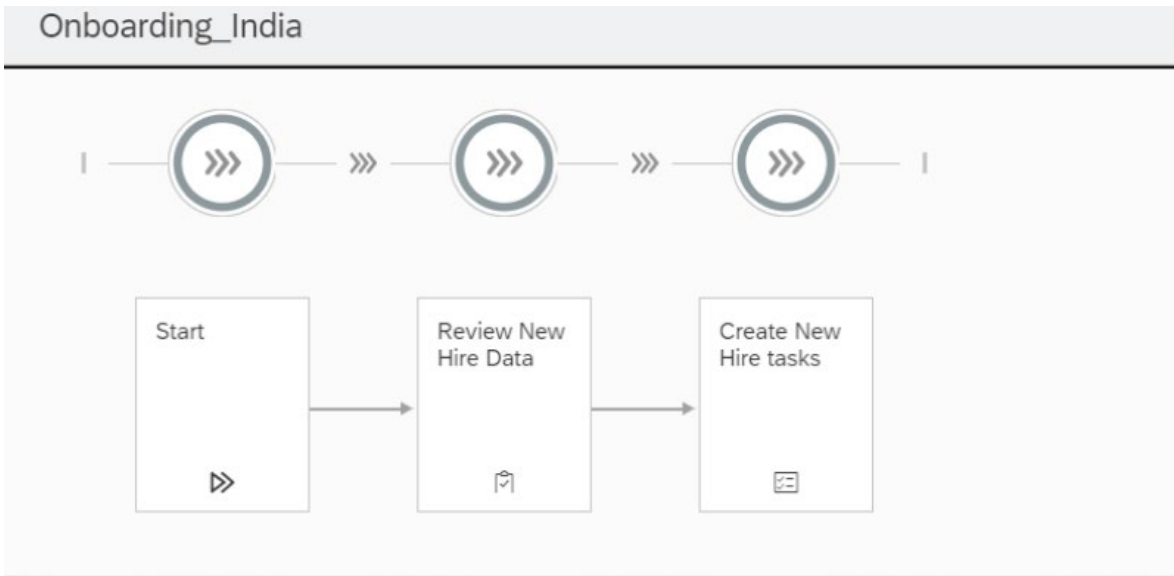 Onboarding_India
Start
Review New
Hire Data
Create New
Hire tasks